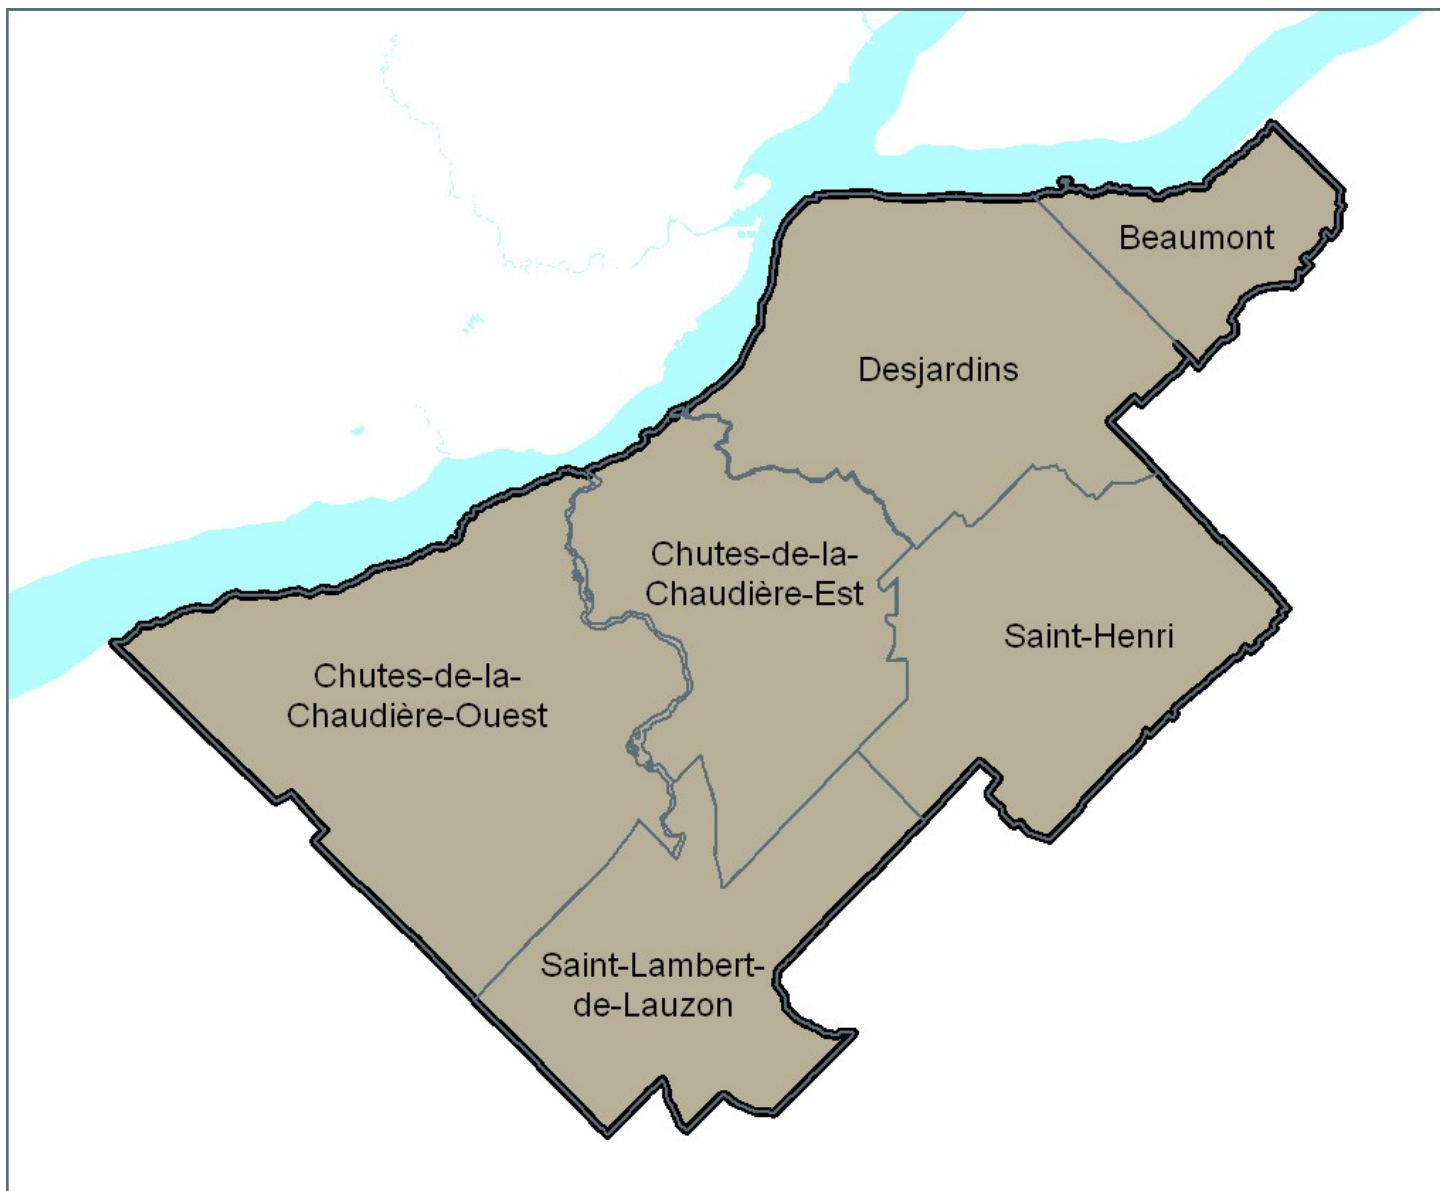 Beaumont
Desjardins
Chutes-de-la-
Chaudière-Est
Saint-Henri
Chutes-de-la-
Chaudière-Ouest
Saint-Lambert-
de-Lauzon